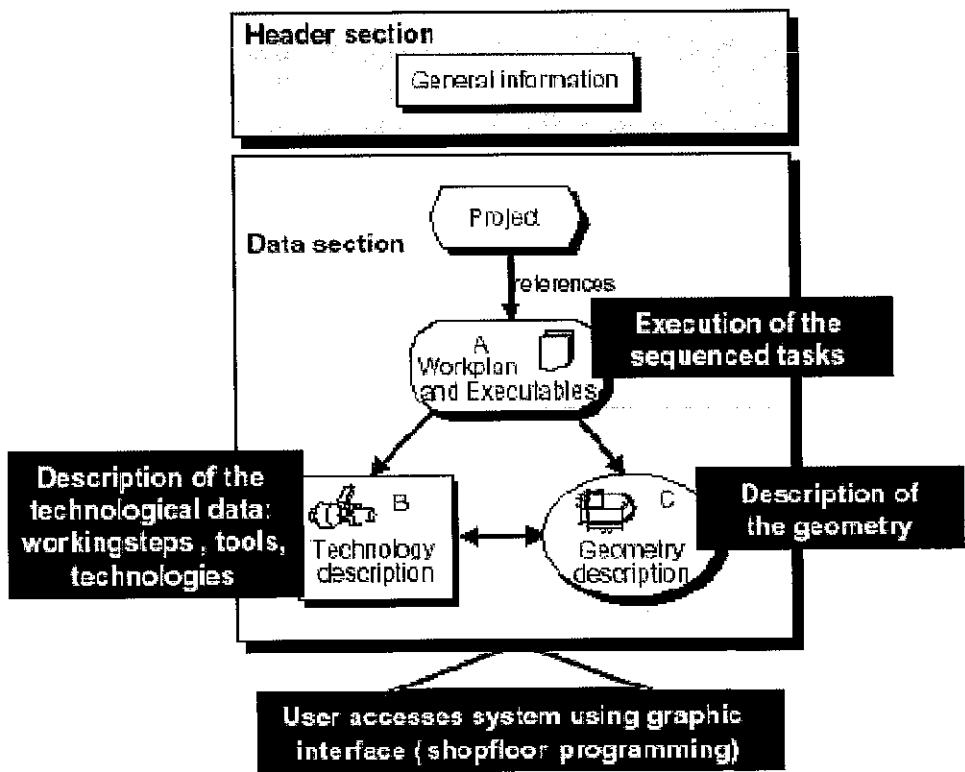 Header section
General information
Project
Data section
references
Execution of the
sequenced tasks
A
Workplan
and Executables
Description of the
technological data:
workingsteps , tools,
technologies
B
Technology
description
C
Geometry
description
Description of
the geometry
User accesses system using graphic
interface ( shopfloor programming)